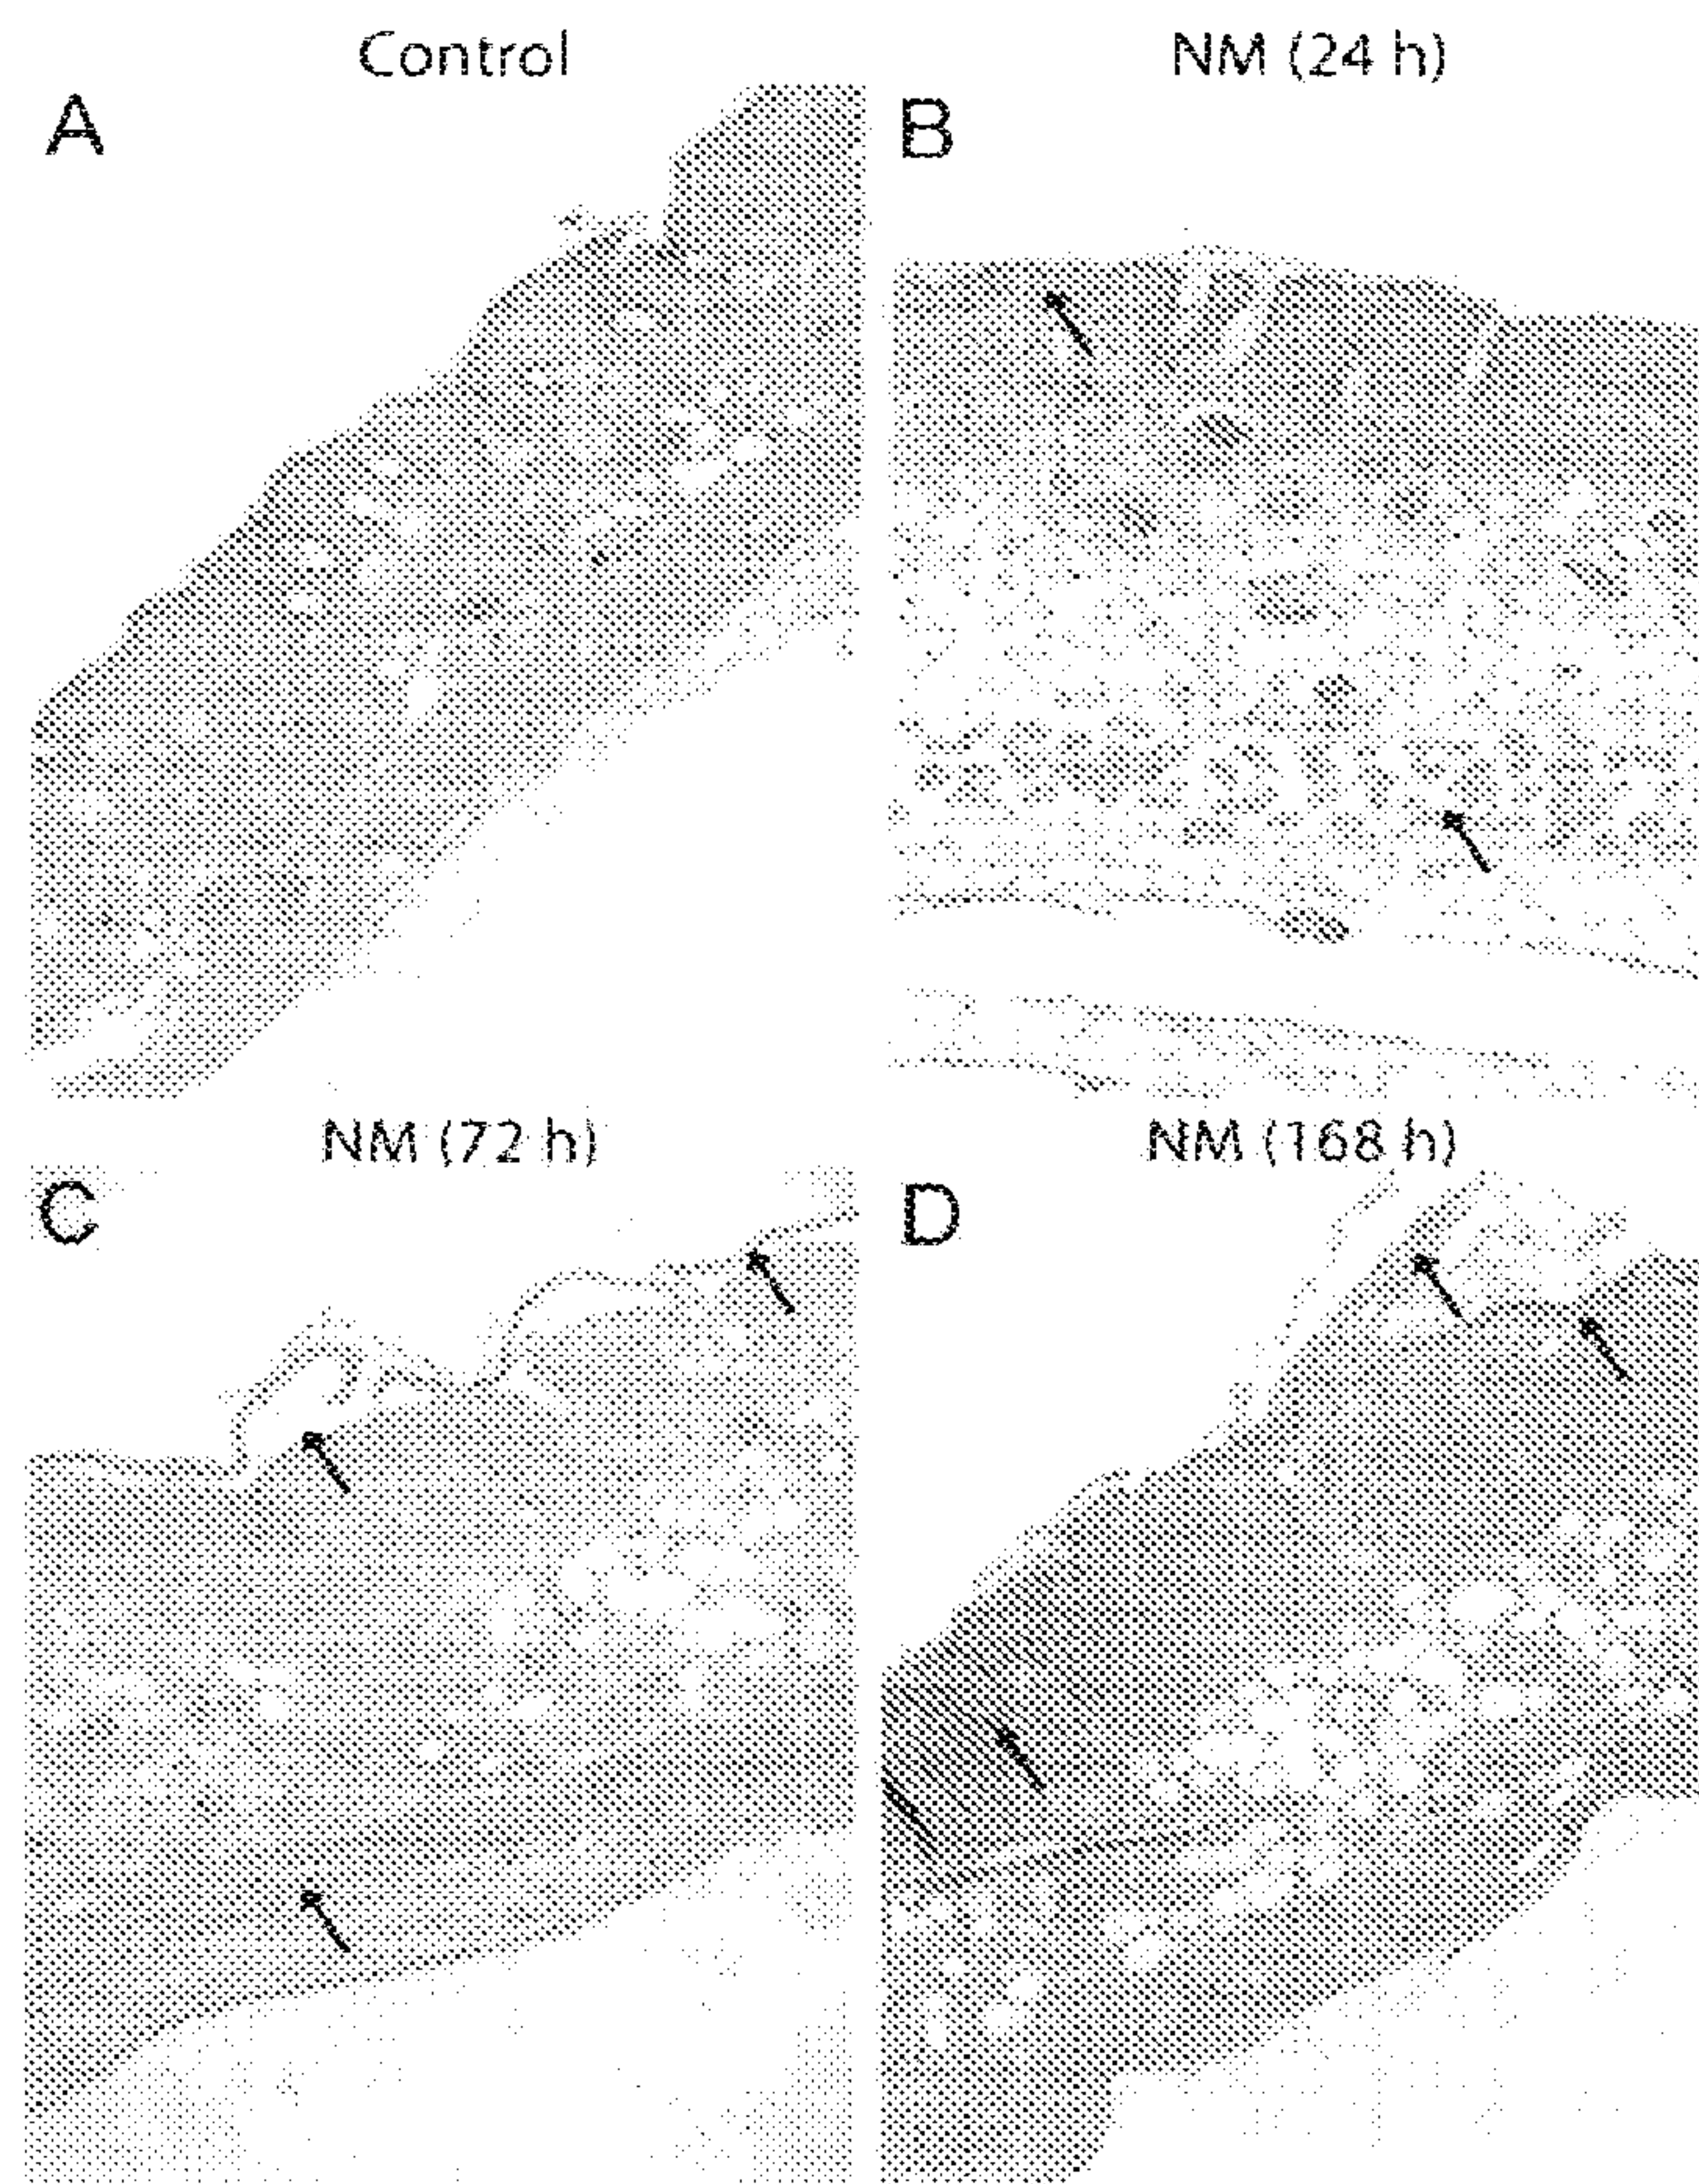 Control
NM (24 h)
A
B
NM (72 h)
NM (168 h)
C
D